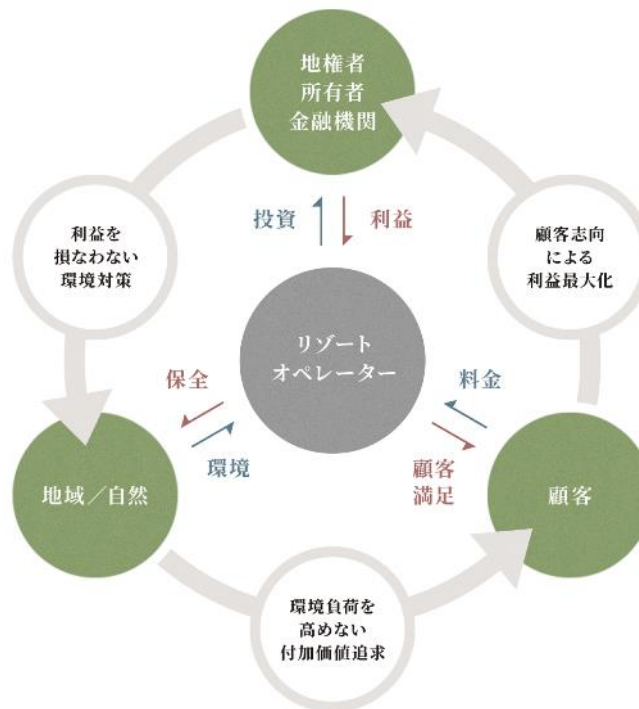 地権者
所有者
金融機関
投資
利益
利益を
損なわない
環境対策
顧客志向
による
利益最大化
リゾート
オペレーター
保全
環境
料金
顧客
満足
地域／自然
顧客
環境負荷を
高めない
付加価値追求